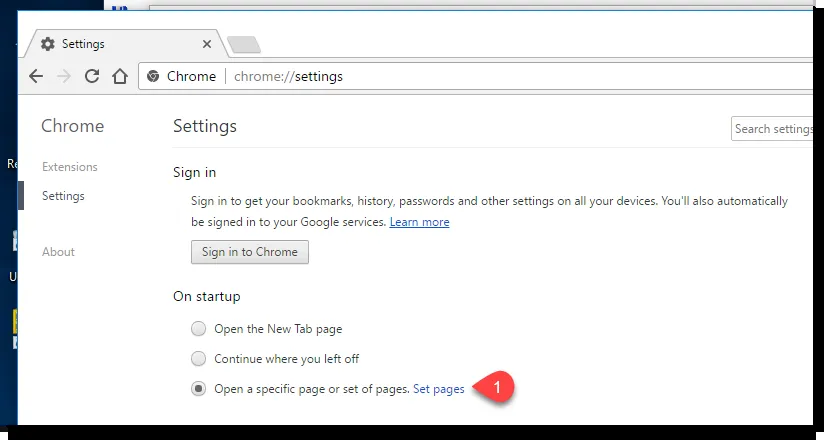 Settings
Chrome chrome://settings
Chrome
Settings
Search settings
Extensions
Settings
About
Sign in
Sign in to get your bookmarks, history, passwords and other settings on all your devices. You'll also automatically
be signed in to your Google services. Learn more
Sign in to Chrome
On startup
Open the New Tab page
Continue where you left off
Open a specific page or set of pages. Set pages
1
Re
U